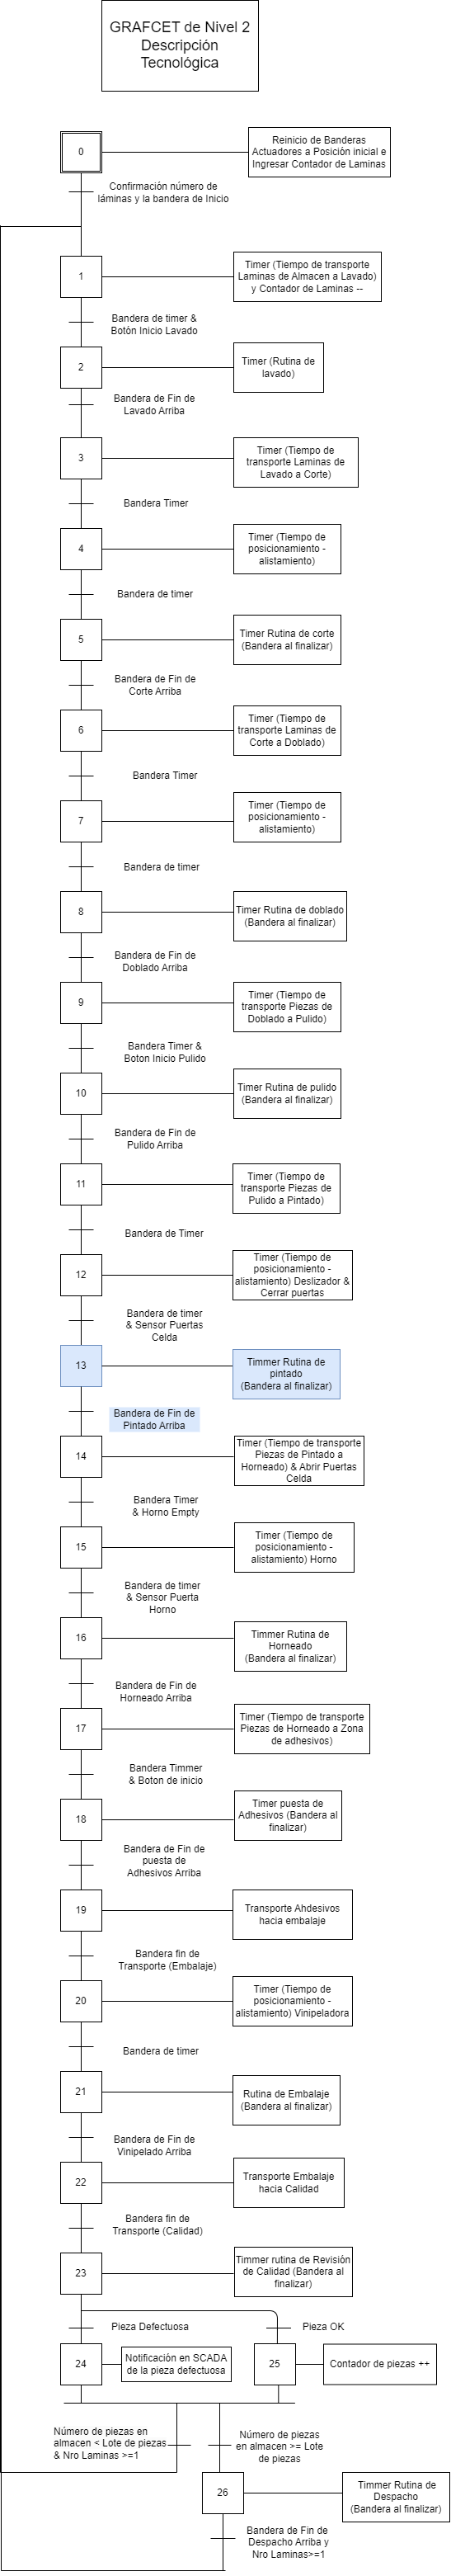 GRAFCET de Nivel 2
Descripción
Tecnológica
0
Reinicio de Banderas
Actuadores a Posición inicial e
Ingresar Contador de Laminas
Confirmación número de
láminas y la bandera de Inicio
1
Timer (Tiempo de transporte
Laminas de Almacen a Lavado)
y Contador de Laminas --
Bandera de timer &
Botón Inicio Lavado
2
Timer (Rutina de
lavado)
Bandera de Fin de
Lavado Arriba
3
Timer (Tiempo de
transporte Laminas de
Lavado a Corte)
Bandera Timer
4
Timer (Tiempo de
posicionamiento -
alistamiento)
Bandera de timer
5
Timer Rutina de corte
(Bandera al finalizar)
Bandera de Fin de
Corte Arriba
6
Timer (Tiempo de
transporte Laminas de
Corte a Doblado)
Bandera Timer
7
Timer (Tiempo de
posicionamiento -
alistamiento)
Bandera de timer
8
Timer Rutina de doblado
(Bandera al finalizar)
Bandera de Fin de
Doblado Arriba
9
Timer (Tiempo de
transporte Piezas de
Doblado a Pulido)
Bandera Timer &
Boton Inicio Pulido
10
Timer Rutina de pulido
(Bandera al finalizar)
Bandera de Fin de
Pulido Arriba
11
Timer (Tiempo de
transporte Piezas de
Pulido a Pintado)
Bandera de Timer
12
Timer (Tiempo de
posicionamiento -
alistamiento) Deslizador &
Cerrar puertas
Bandera de timer
& Sensor Puertas
Celda
13
Timmer Rutina de
pintado
(Bandera al finalizar)
Bandera de Fin de
Pintado Arriba
14
Timer (Tiempo de transporte
Piezas de Pintado a
Horneado) & Abrir Puertas
Celda
Bandera Timer
& Horno Empty
15
Timer (Tiempo de
posicionamiento -
alistamiento) Horno
Bandera de timer
& Sensor Puerta
Horno
16
Timmer Rutina de
Horneado
(Bandera al finalizar)
Bandera de Fin de
Horneado Arriba
17
Timer (Tiempo de transporte
Piezas de Horneado a Zona
de adhesivos)
Bandera Timmer
& Boton de inicio
18
Timer puesta de
Adhesivos (Bandera al
finalizar)
Bandera de Fin de
puesta de
Adhesivos Arriba
19
Transporte Ahdesivos
hacia embalaje
Bandera fin de
Transporte (Embalaje)
20
Timer (Tiempo de
posicionamiento -
alistamiento) Vinipeladora
Bandera de timer
21
Rutina de Embalaje
(Bandera al finalizar)
Bandera de Fin de
Vinipelado Arriba
22
Transporte Embalaje
hacia Calidad
Bandera fin de
Transporte (Calidad)
23
Timmer rutina de Revisión
de Calidad (Bandera al
finalizar)
Pieza Defectuosa
Pieza OK
24
Notificación en SCADA
de la pieza defectuosa
25
Contador de piezas ++
Número de piezas en
almacen < Lote de piezas
& Nro Laminas >=1
Número de piezas
en almacen >= Lote
de piezas
26
Timmer Rutina de
Despacho
(Bandera al finalizar)
Bandera de Fin de
Despacho Arriba y
Nro Laminas>=1